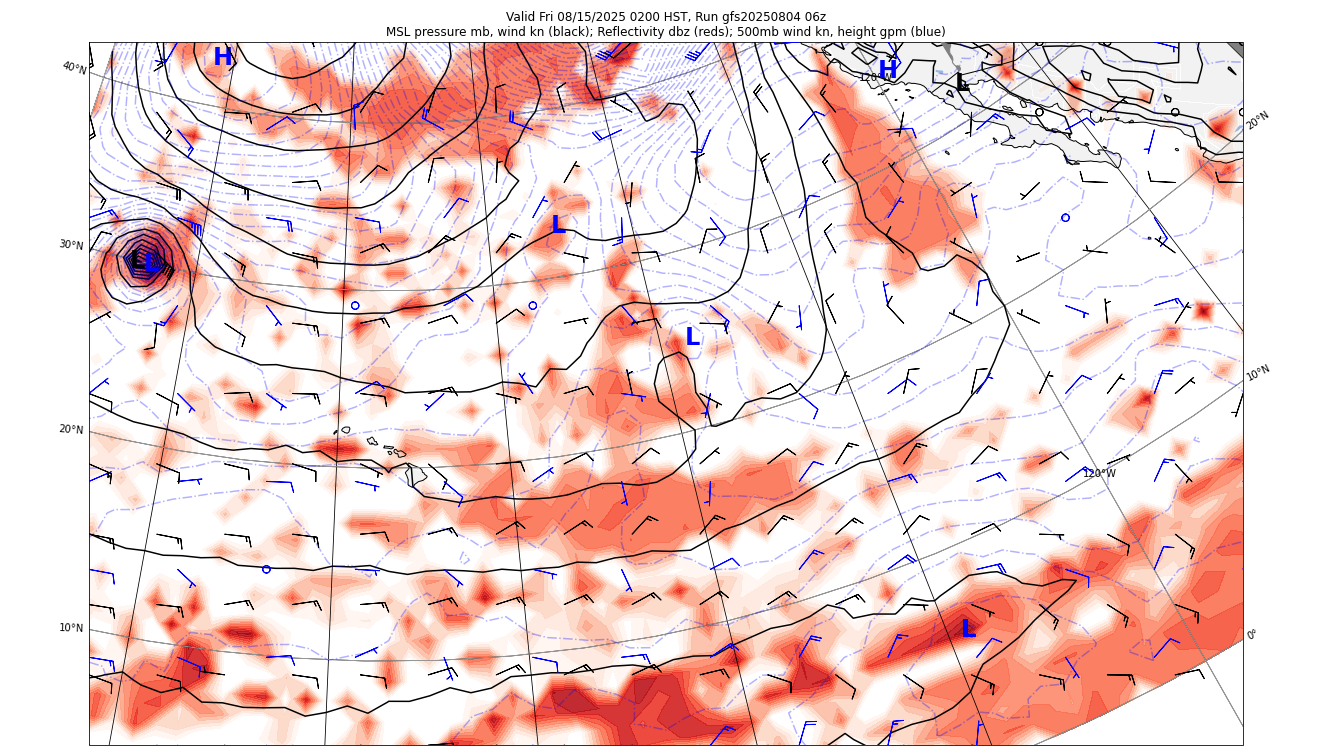 Valid Fri 08/15/2025 0200 HST, Run gfs20250804 06z
MSL pressure mb, wind kn (black); Reflectivity dbz (reds); 500mb wind kn, height gpm (blue)
H
H
120°W
L
40°N
20°N
L
30°N
L
L
L
10°N
20°N
120°W
10°N
L
0°